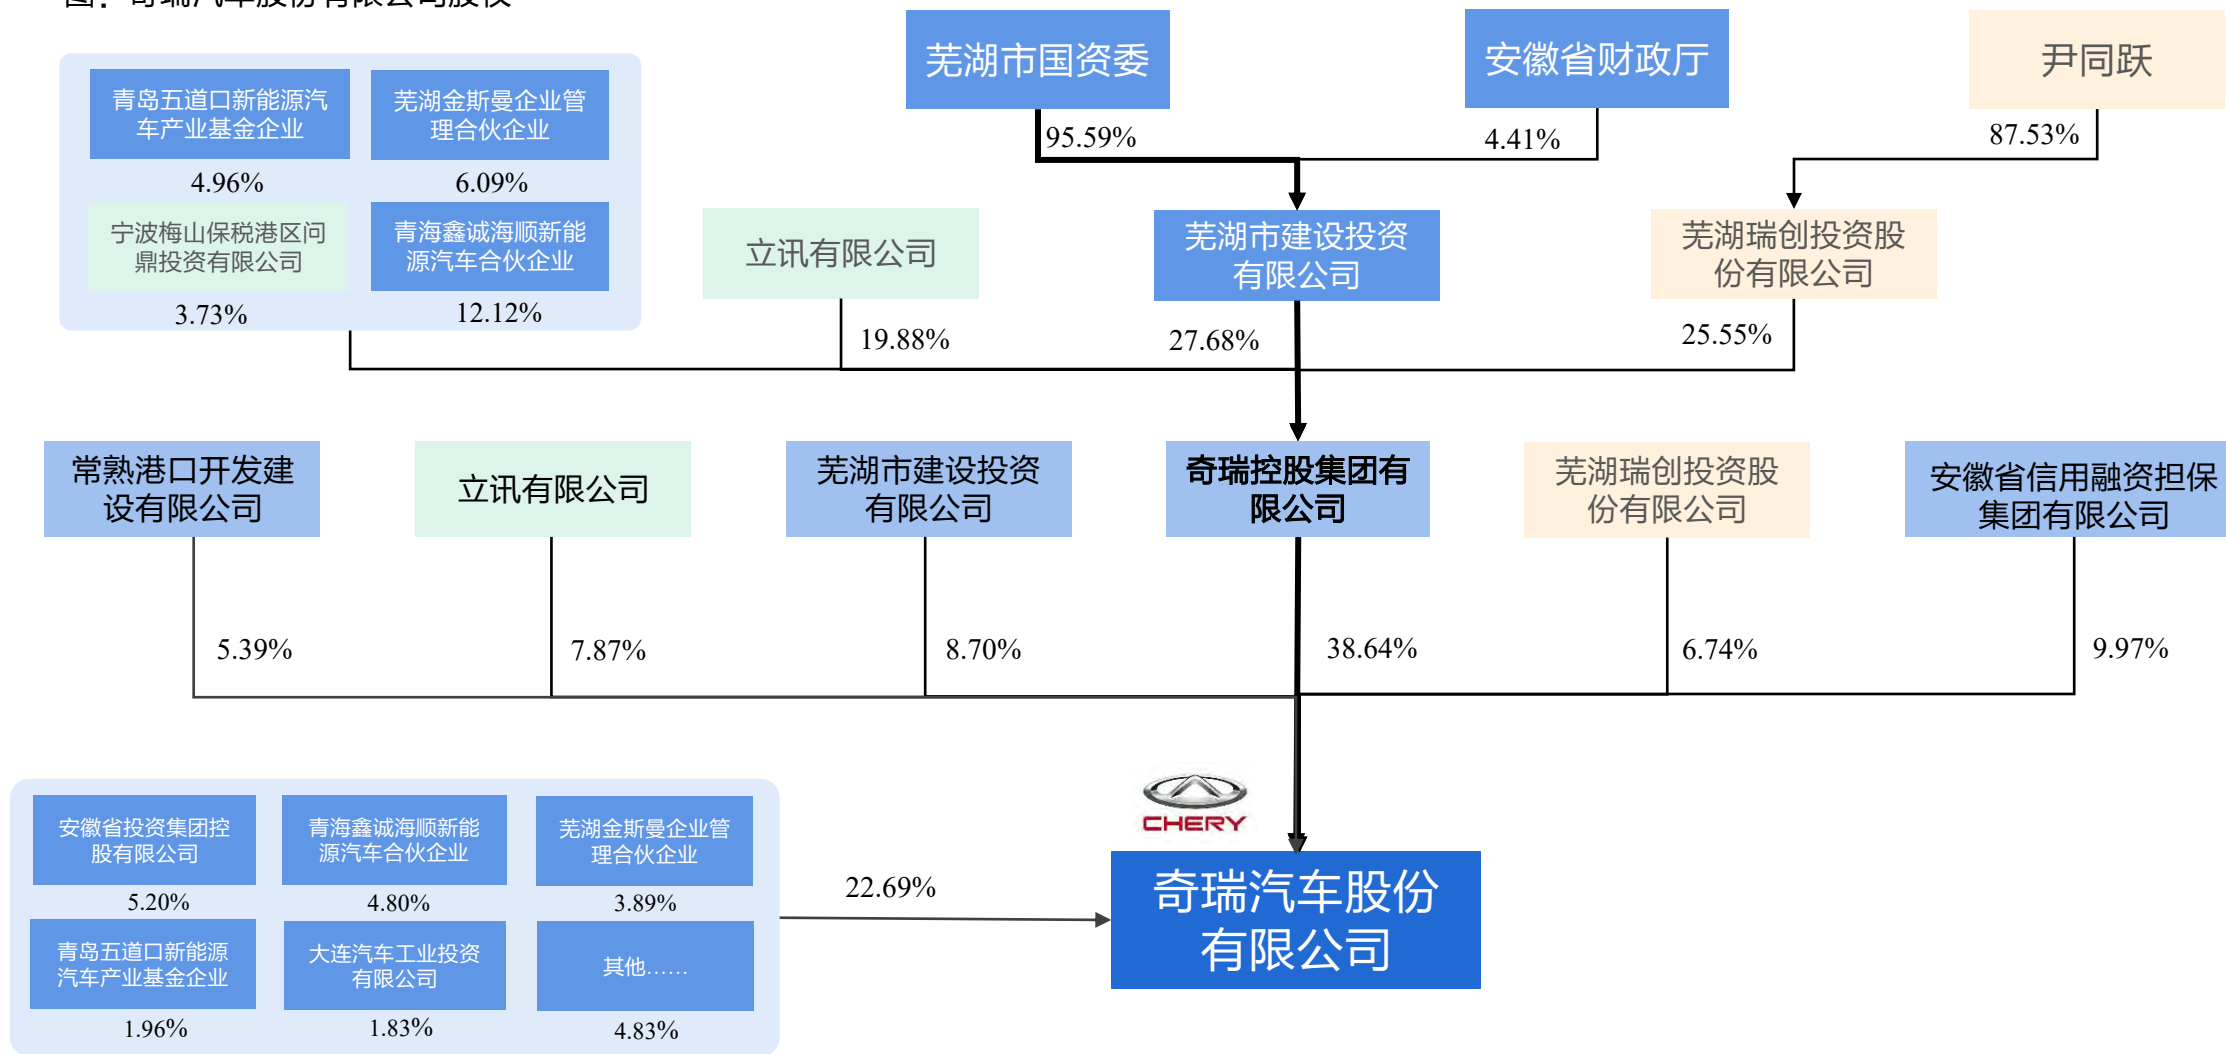 图：奇瑞汽车股份有限公司股权
芜湖市国资委
安徽省财政厅
尹同跃
青岛五道口新能源汽
车产业基金企业
芜湖金斯曼企业管
理合伙企业
95.59%
4.41%
87.53%
4.96%
6.09%
宁波梅山保税港区问
鼎投资有限公司
青海鑫诚海顺新能
源汽车合伙企业
立讯有限公司
芜湖市建设投资
有限公司
芜湖瑞创投资股
份有限公司
3.73%
12.12%
19.88%
27.68%
25.55%
常熟港口开发建
设有限公司
立讯有限公司
芜湖市建设投资
有限公司
奇瑞控股集团有
限公司
芜湖瑞创投资股
份有限公司
安徽省信用融资担保
集团有限公司
5.39%
7.87%
8.70%
38.64%
6.74%
9.97%
CHERY
安徽省投资集团控
股有限公司
青海鑫诚海顺新能
源汽车合伙企业
芜湖金斯曼企业管
理合伙企业
5.20%
4.80%
3.89%
22.69%
奇瑞汽车股份
有限公司
青岛五道口新能源
汽车产业基金企业
大连汽车工业投资
有限公司
其他......
1.96%
1.83%
4.83%